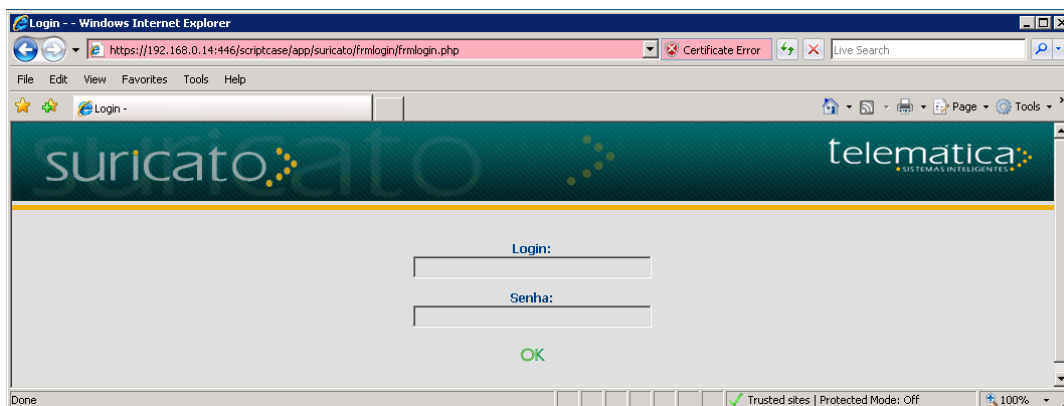 Login - - Windows Internet Explorer
https://192.168.0.14:446/scriptcase/app/suricato/frmlogin/frmlogin.php Certificate Error Live Search
File Edit View Favorites Tools Help
Login - Page Tools
suricato ato telematica
SISTEMAS INTELIGENTES
Login:
Senha:
OK
Done Trusted sites | Protected Mode: Off 100%